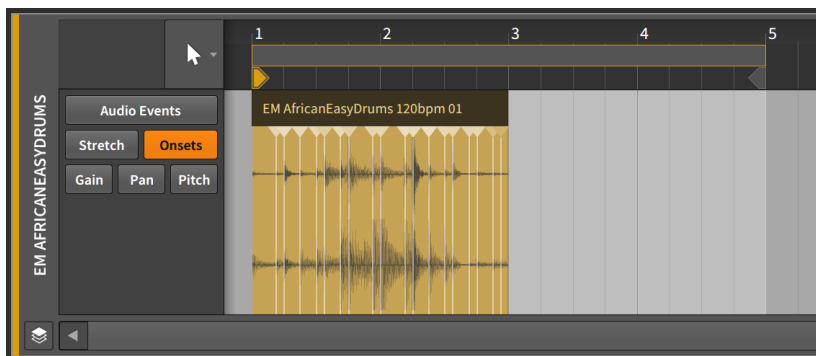 1 2 3 4 5
EM AFRICANEASYDRUMS
Audio Events
EM AfricanEasyDrums 120bpm 01
Stretch Onsets
Gain Pan Pitch